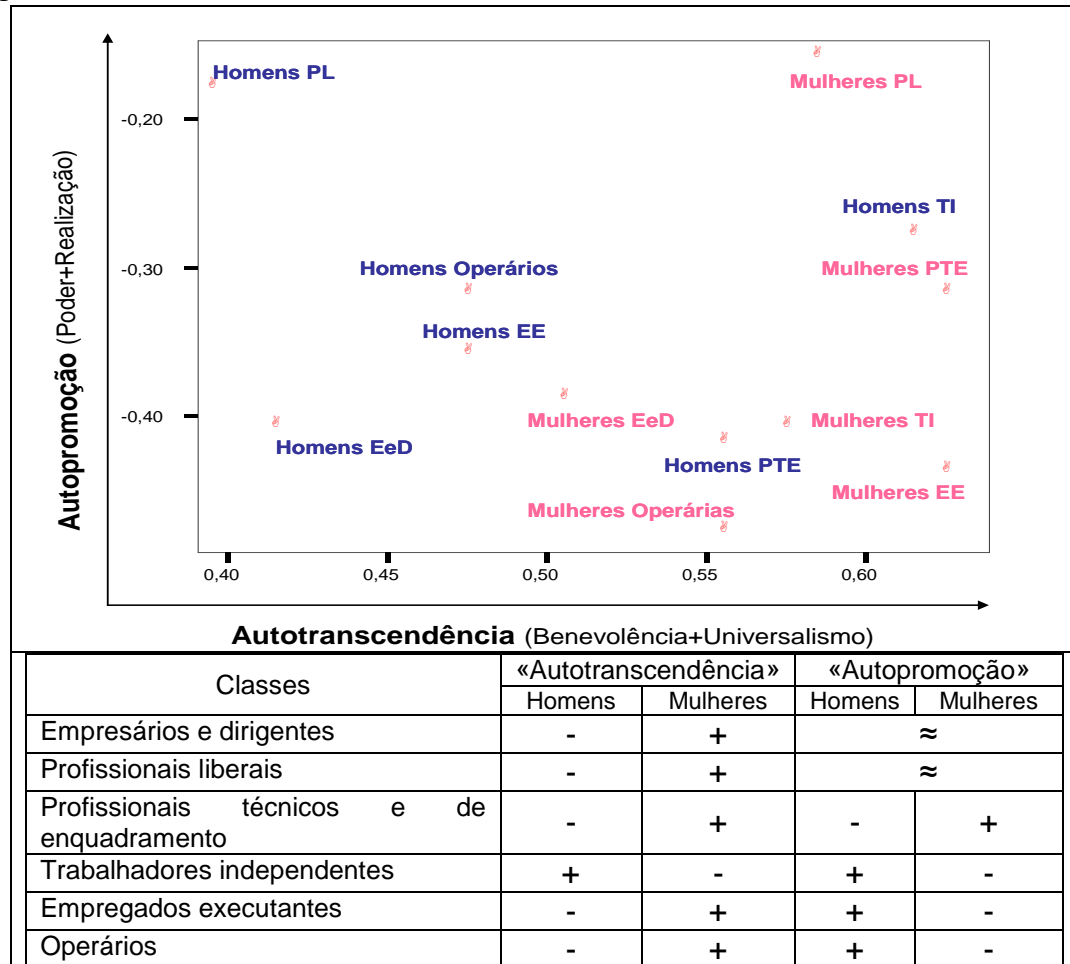 Homens PL
Mulheres PL
-0,20
Homens TI
-0,30
Homens Operários
Mulheres PTE
Homens EE
-0,40
Mulheres EeD
Mulheres TI
Homens EeD
Homens PTE
Mulheres EE
Mulheres Operárias
Autopromoção (Poder+Realização)
0,40 0,45 0,50 0,55 0,60
Autotranscendência (Benevolência+Universalismo)
Classes «Autotranscendência» «Autopromoção»
Homens Mulheres Homens Mulheres
Empresários e dirigentes - + ≈
Profissionais liberais - + ≈
Profissionais técnicos e de
enquadramento - + - +
Trabalhadores independentes + - + -
Empregados executantes - + + -
Operários - + + -